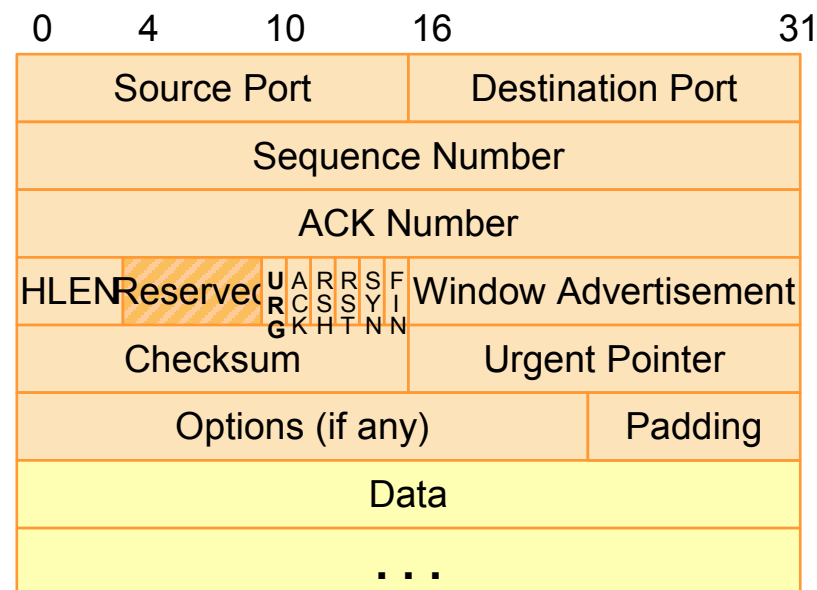 0 4 10 16 31
Source Port Destination Port
Sequence Number
ACK Number
HLEN Reserved URG ACK RSH RST SYN FIN Window Advertisement
Checksum Urgent Pointer
Options (if any) Padding
Data
. . .